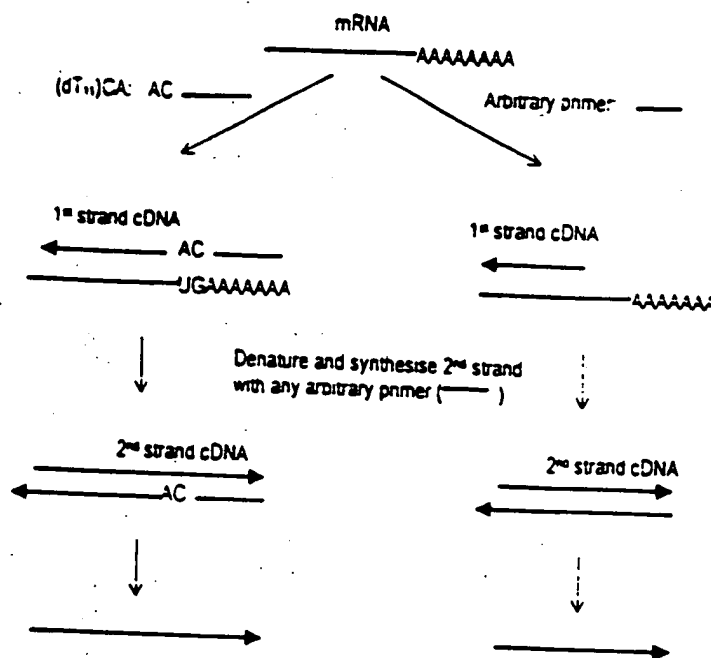 mRNA
AAAAAAAA
(dT₁₁)CA: AC
Arbitrary primer
1st strand cDNA
AC
UGAAAAAAA
1st strand cDNA
AAAAAAA
Denature and synthesise 2nd strand
with any arbitrary primer ( )
2nd strand cDNA
AC
2nd strand cDNA